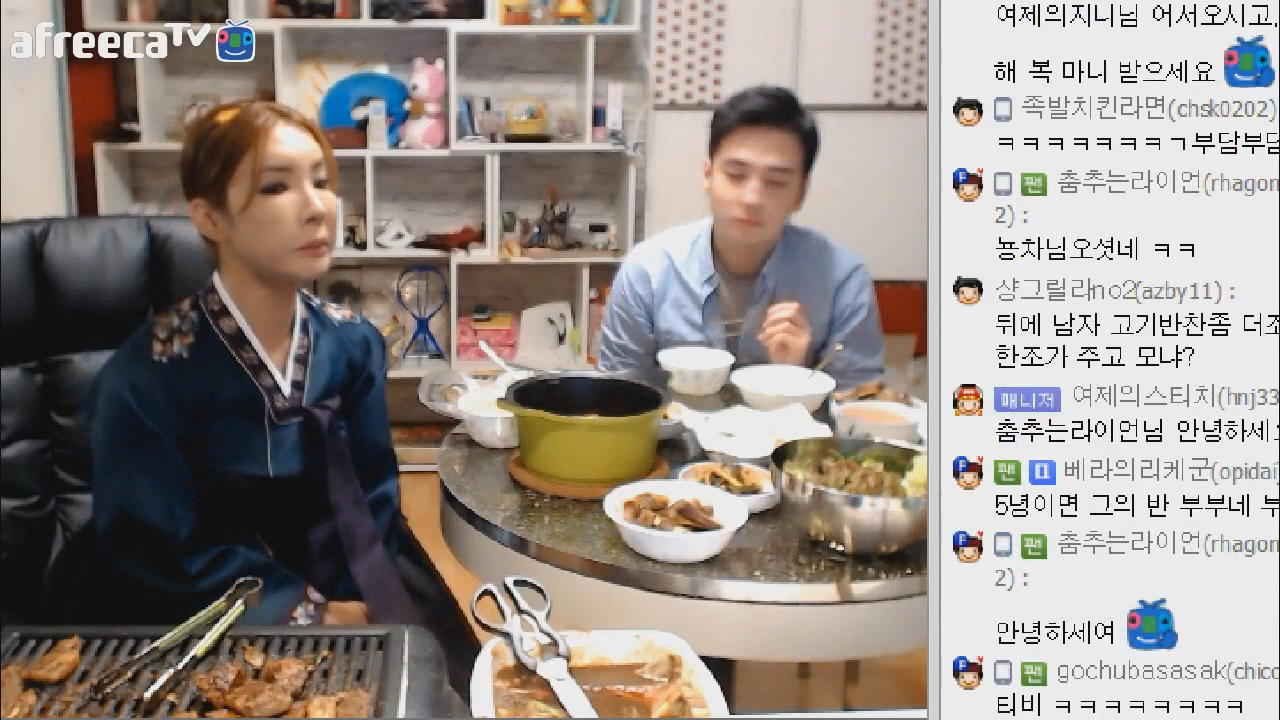 afreecaTV
여제의지니님 어서오시고
해 복 마니 받으세요
족발치킨라면(chsk0202)
ㅋㅋㅋㅋㅋㅋㅋㄱ부담부담
팬 춤추는라이언(rhagon
2) :
뇽차님오셧네 ㅋㅋ
샹그릴라no2(azby11) :
뒤에 남자 고기반찬좀 더조
한조가 주고 모냐?
매니저 여제의스티치(hnj33
춤추는라이언님 안녕하세
팬 베라의리케군(opidai
5녕이면 그의 반 부부네 부
팬 춤추는라이언(rhagon
2) :
안녕하세여
팬 gochubasasak(chico
티비 ㅋㅋㅋㅋㅋㅋㅋㅋ